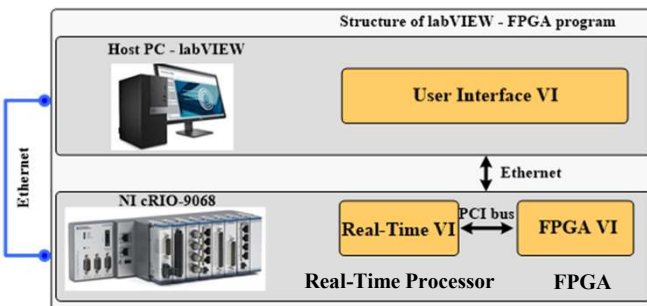 Structure of labVIEW - FPGA program
Host PC - labVIEW
User Interface VI
Ethernet
Ethernet
NI cRIO-9068
Real-Time VI
PCI bus
FPGA VI
Real-Time Processor
FPGA